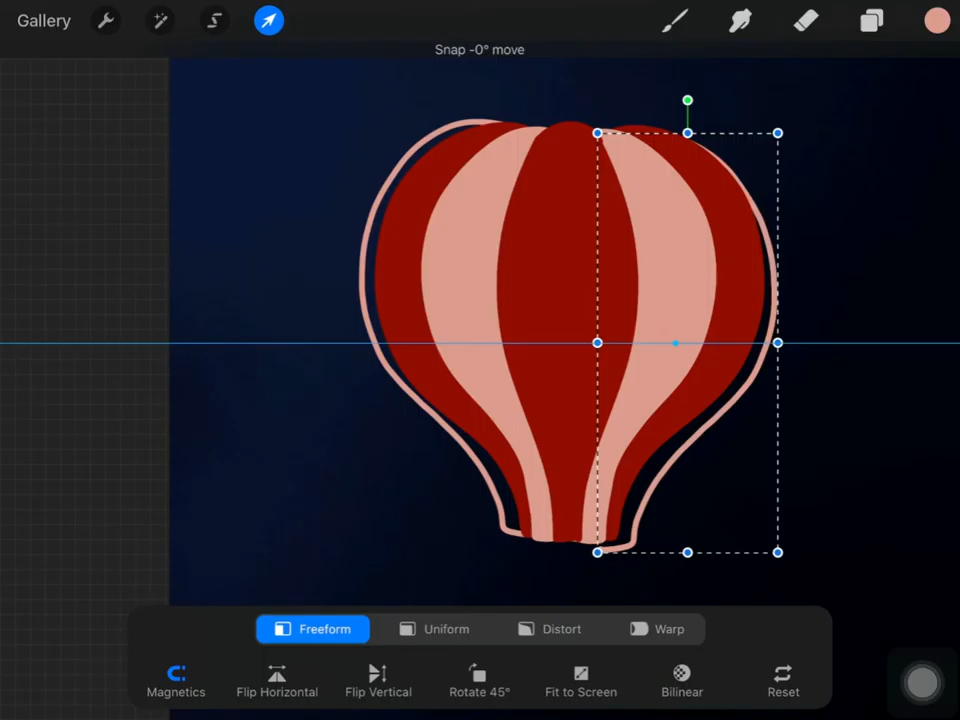 Gallery
Snap -0° move
Freeform
Uniform
Distort
Warp
Magnetics
Flip Horizontal
Flip Vertical
Rotate 45°
Fit to Screen
Bilinear
Reset